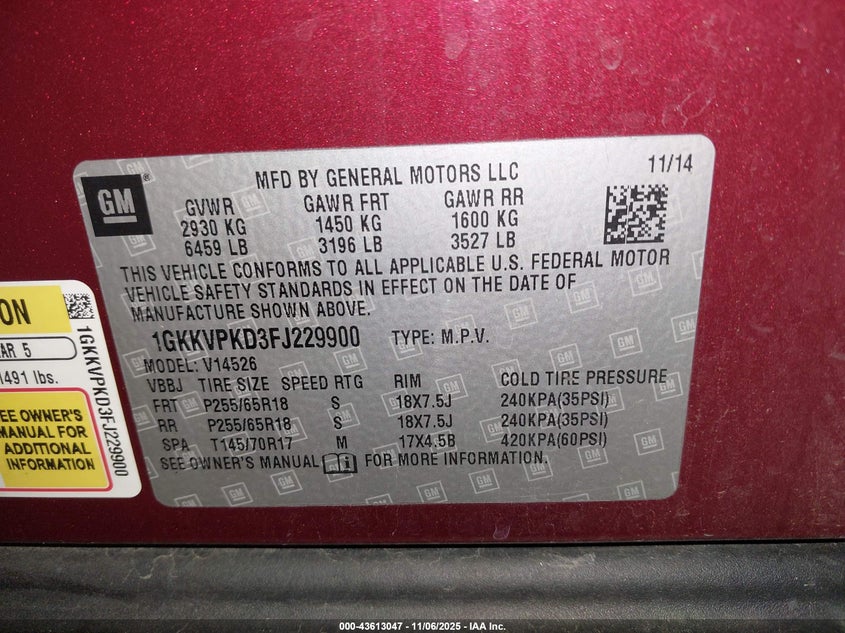 GM ®
MFD BY GENERAL MOTORS LLC
11/14
GVWR GAWR FRT GAWR RR
2930 KG 1450 KG 1600 KG
6459 LB 3196 LB 3527 LB
THIS VEHICLE CONFORMS TO ALL APPLICABLE U.S. FEDERAL MOTOR
VEHICLE SAFETY STANDARDS IN EFFECT ON THE DATE OF
MANUFACTURE SHOWN ABOVE.
1GKKVPKD3FJ229900 TYPE: M.P.V.
MODEL: V14526
VBBJ TIRE SIZE SPEED RTG RIM COLD TIRE PRESSURE
FRT P255/65R18 S 18X7.5J 240KPA(35PSI)
RR P255/65R18 S 18X7.5J 240KPA(35PSI)
SPA T145/70R17 M 17X4.5B 420KPA(60PSI)
SEE OWNER'S MANUAL i FOR MORE INFORMATION.
ON
AR 5
1491 lbs.
EE OWNER'S
MANUAL FOR
ADDITIONAL
INFORMATION
1GKKVPKD3FJ229900
000-43613047 - 11/06/2025 - IAA Inc.